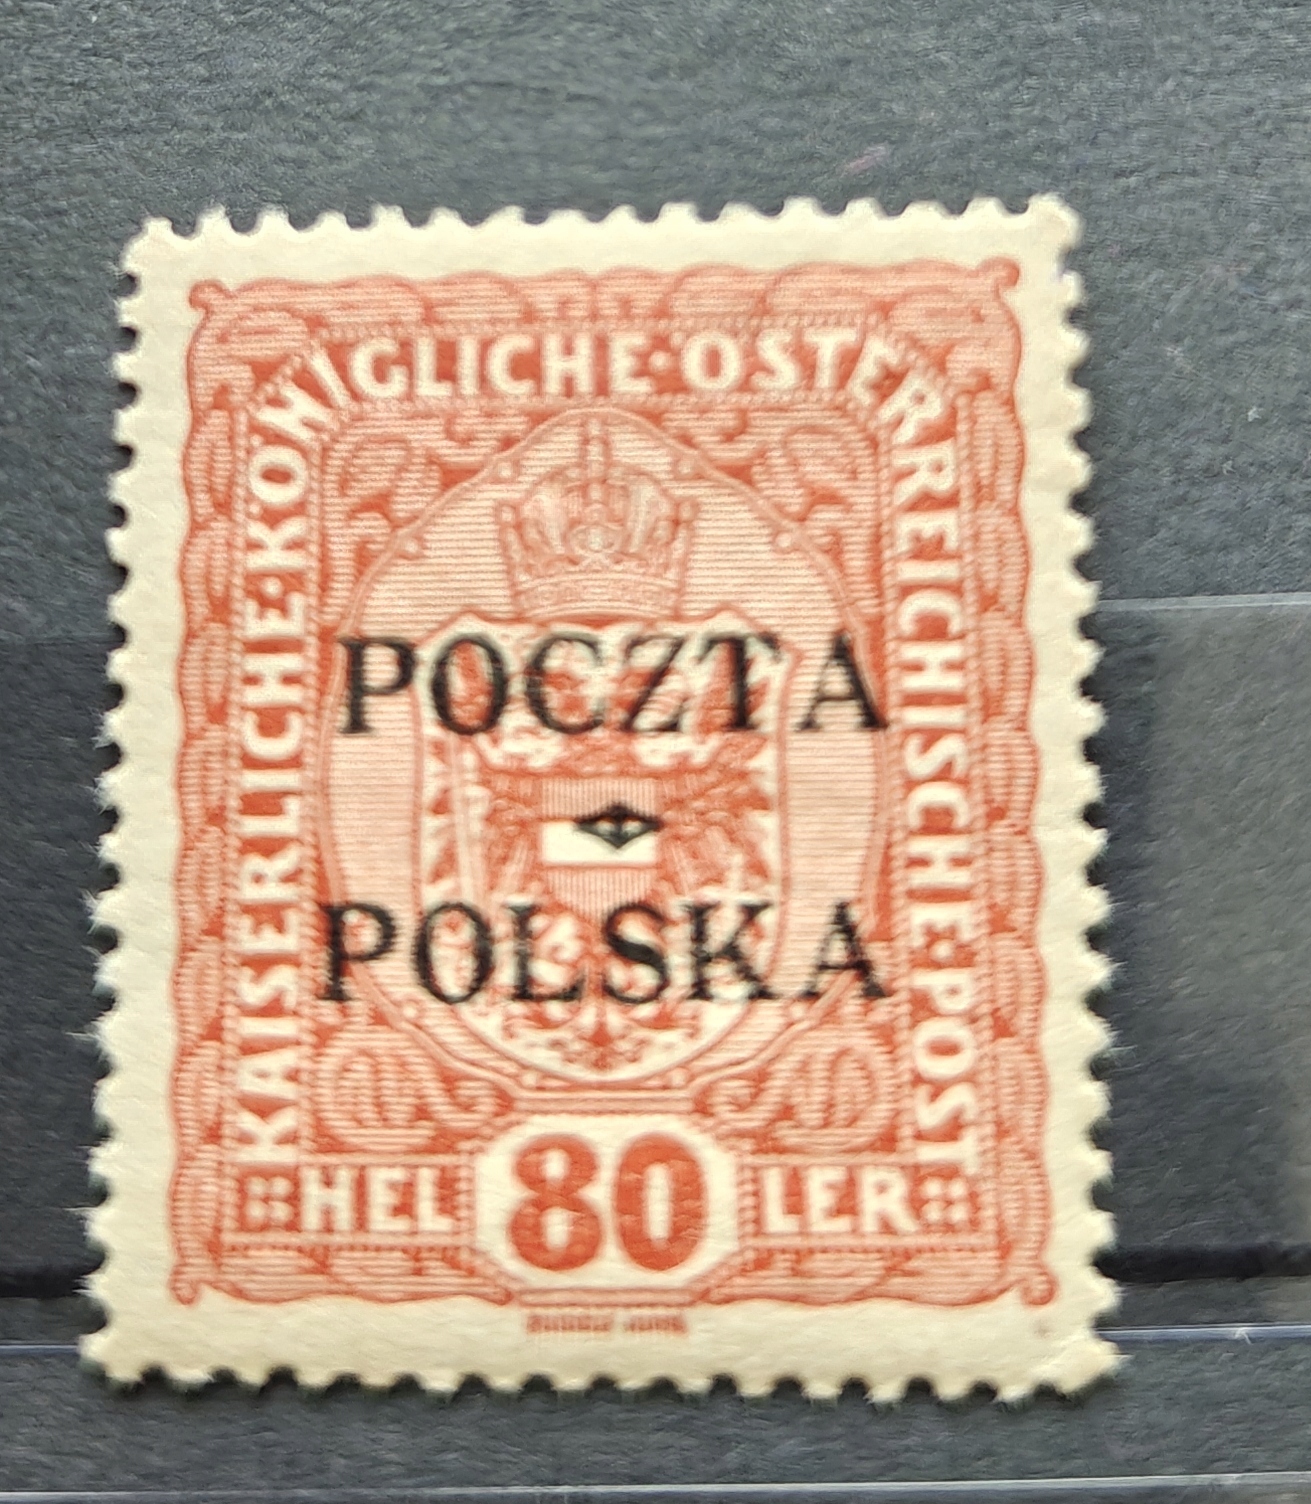 KAISERLICHE·KÖNIGLICHE·ÖSTERREICHISCHE·POST
POCZTA
POLSKA
HEL 80 LER